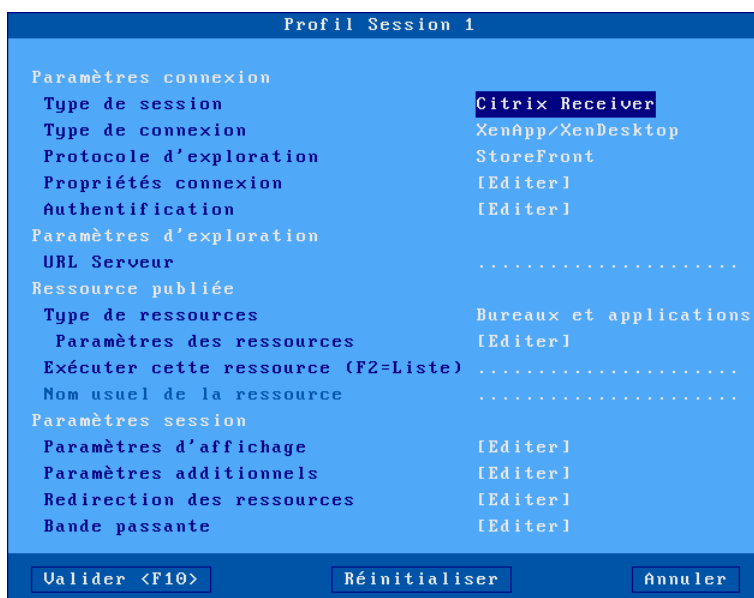 Profil Session 1
Paramètres connexion
Type de session Citrix Receiver
Type de connexion XenApp/XenDesktop
Protocole d'exploration StoreFront
Propriétés connexion [Editer]
Authentification [Editer]
Paramètres d'exploration
URL Serveur ......................
Ressource publiée
Type de ressources Bureaux et applications
Paramètres des ressources [Editer]
Exécuter cette ressource (F2=Liste) ......................
Nom usuel de la ressource ......................
Paramètres session
Paramètres d'affichage [Editer]
Paramètres additionnels [Editer]
Redirection des ressources [Editer]
Bande passante [Editer]
Valider <F10> Réinitialiser Annuler